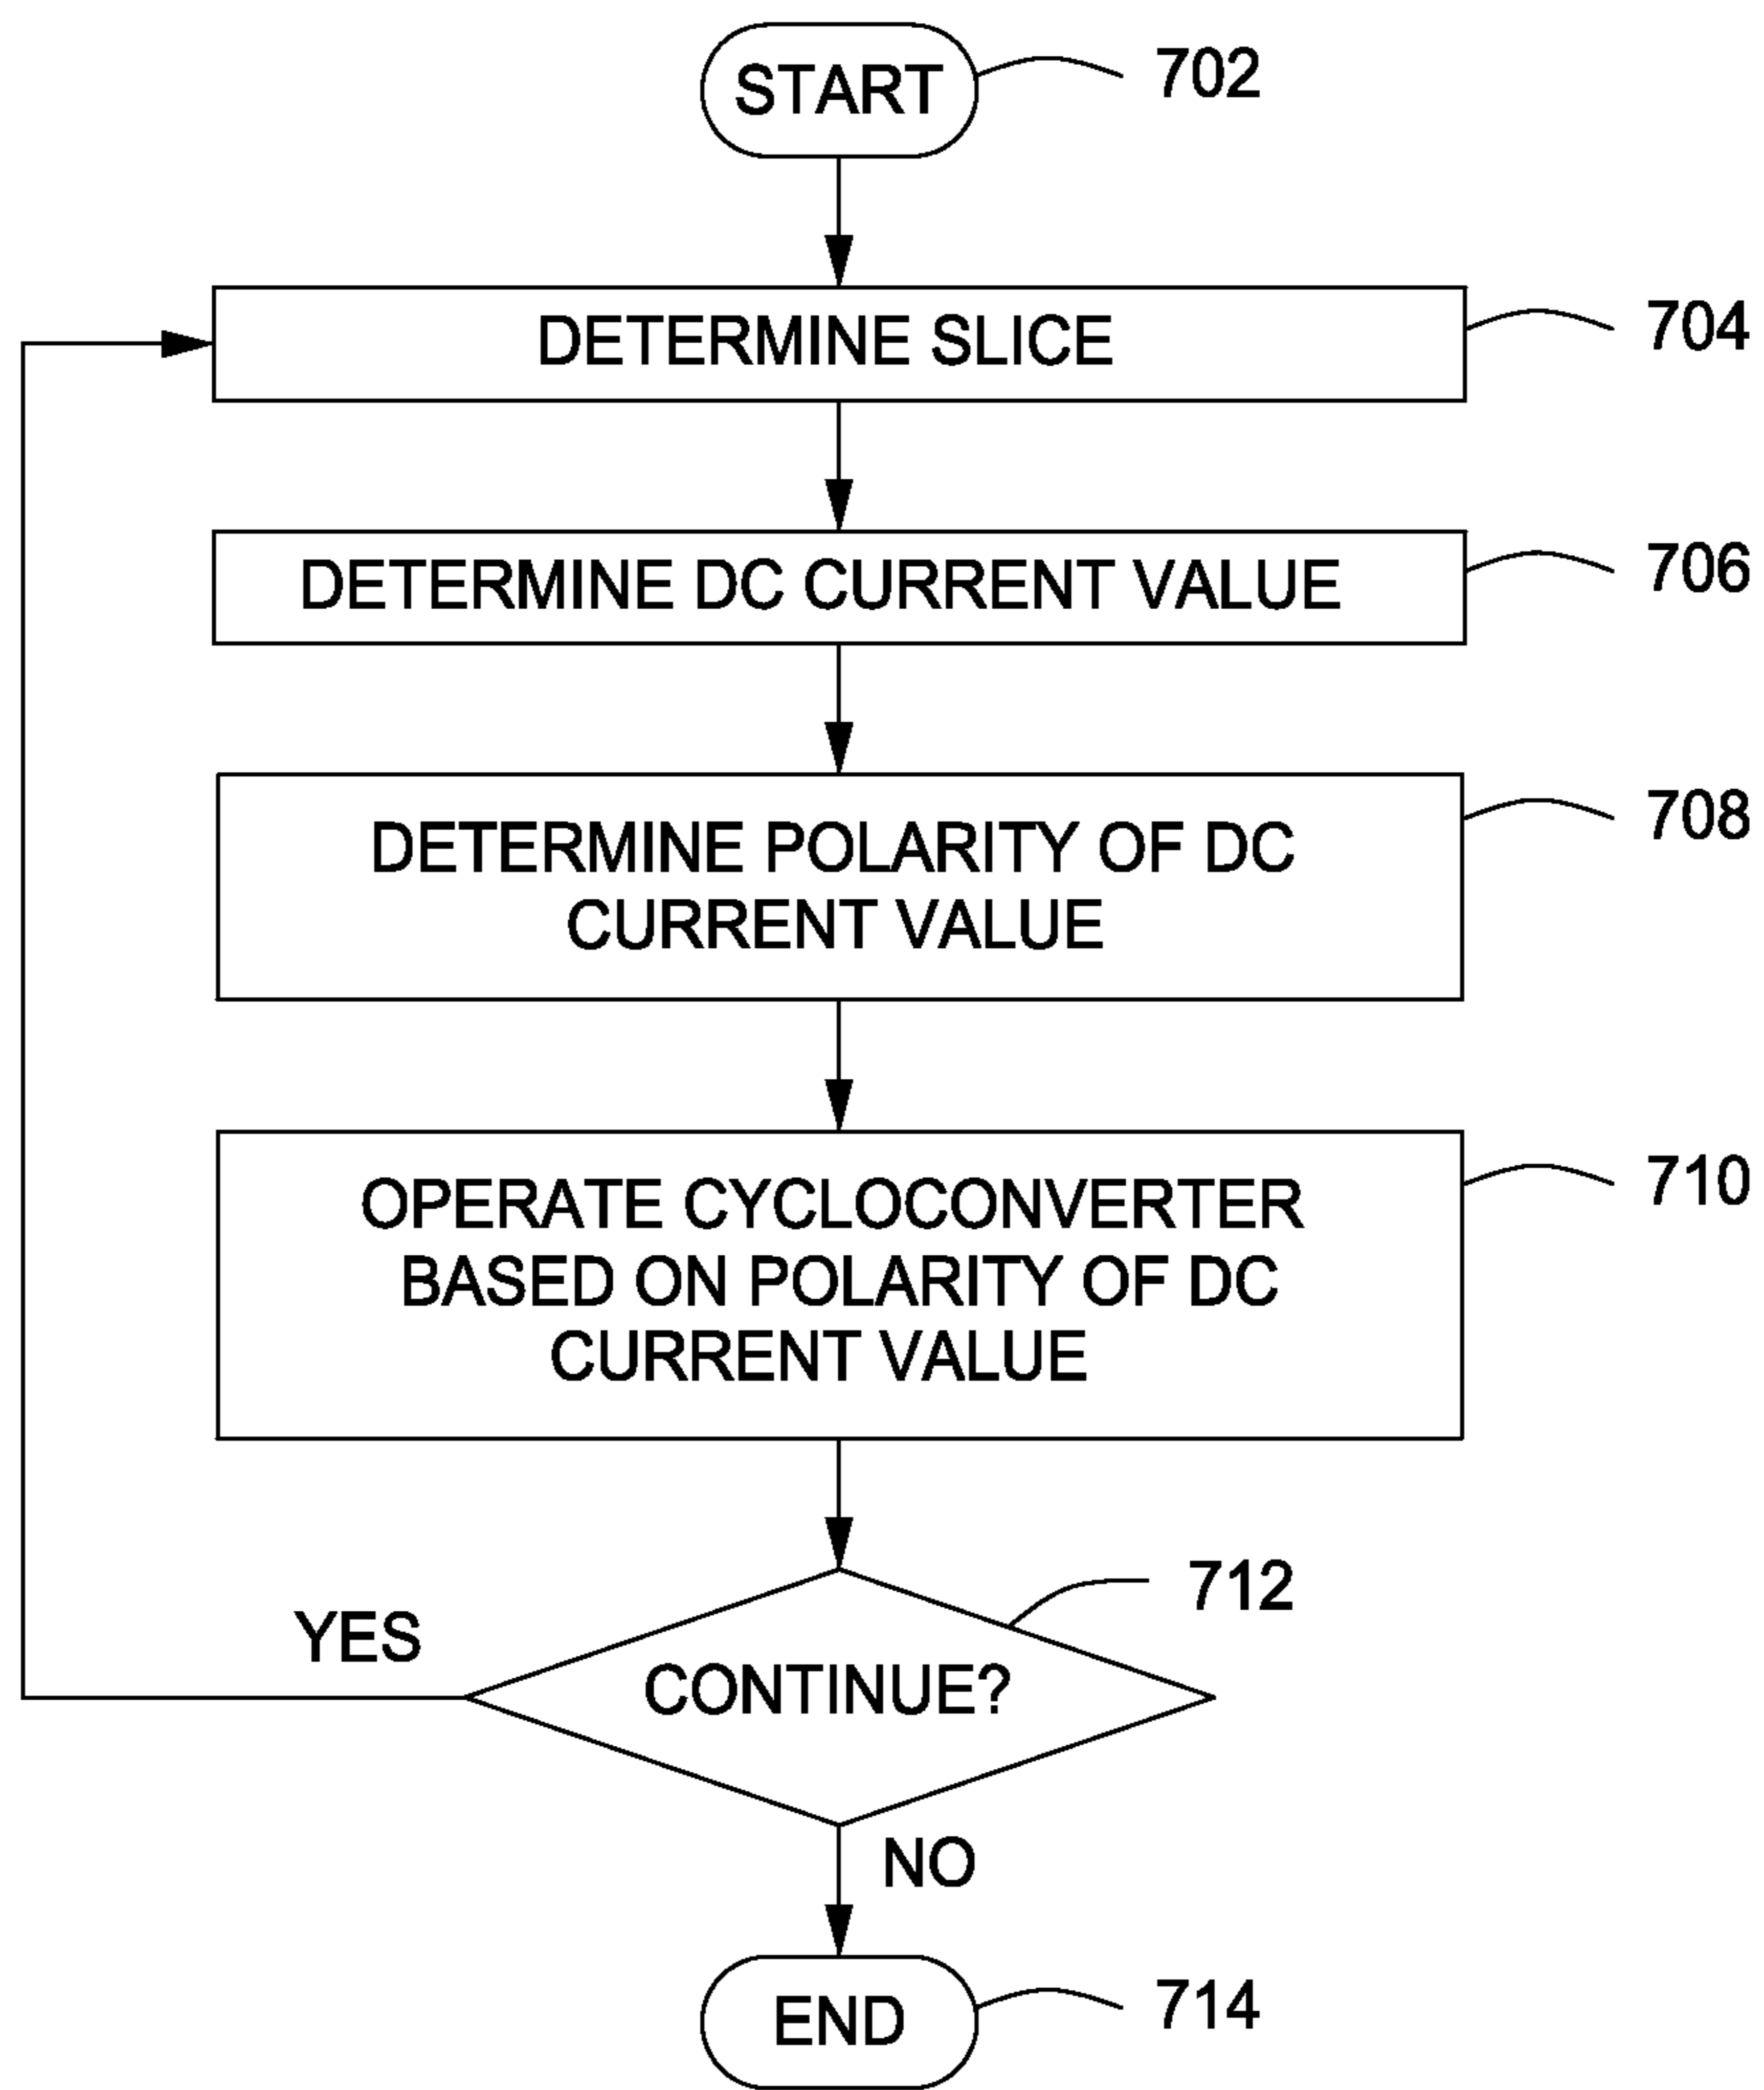 START
702
DETERMINE SLICE
704
DETERMINE DC CURRENT VALUE
706
DETERMINE POLARITY OF DC
CURRENT VALUE
708
OPERATE CYCLOCONVERTER
BASED ON POLARITY OF DC
CURRENT VALUE
710
712
YES
CONTINUE?
NO
END
714